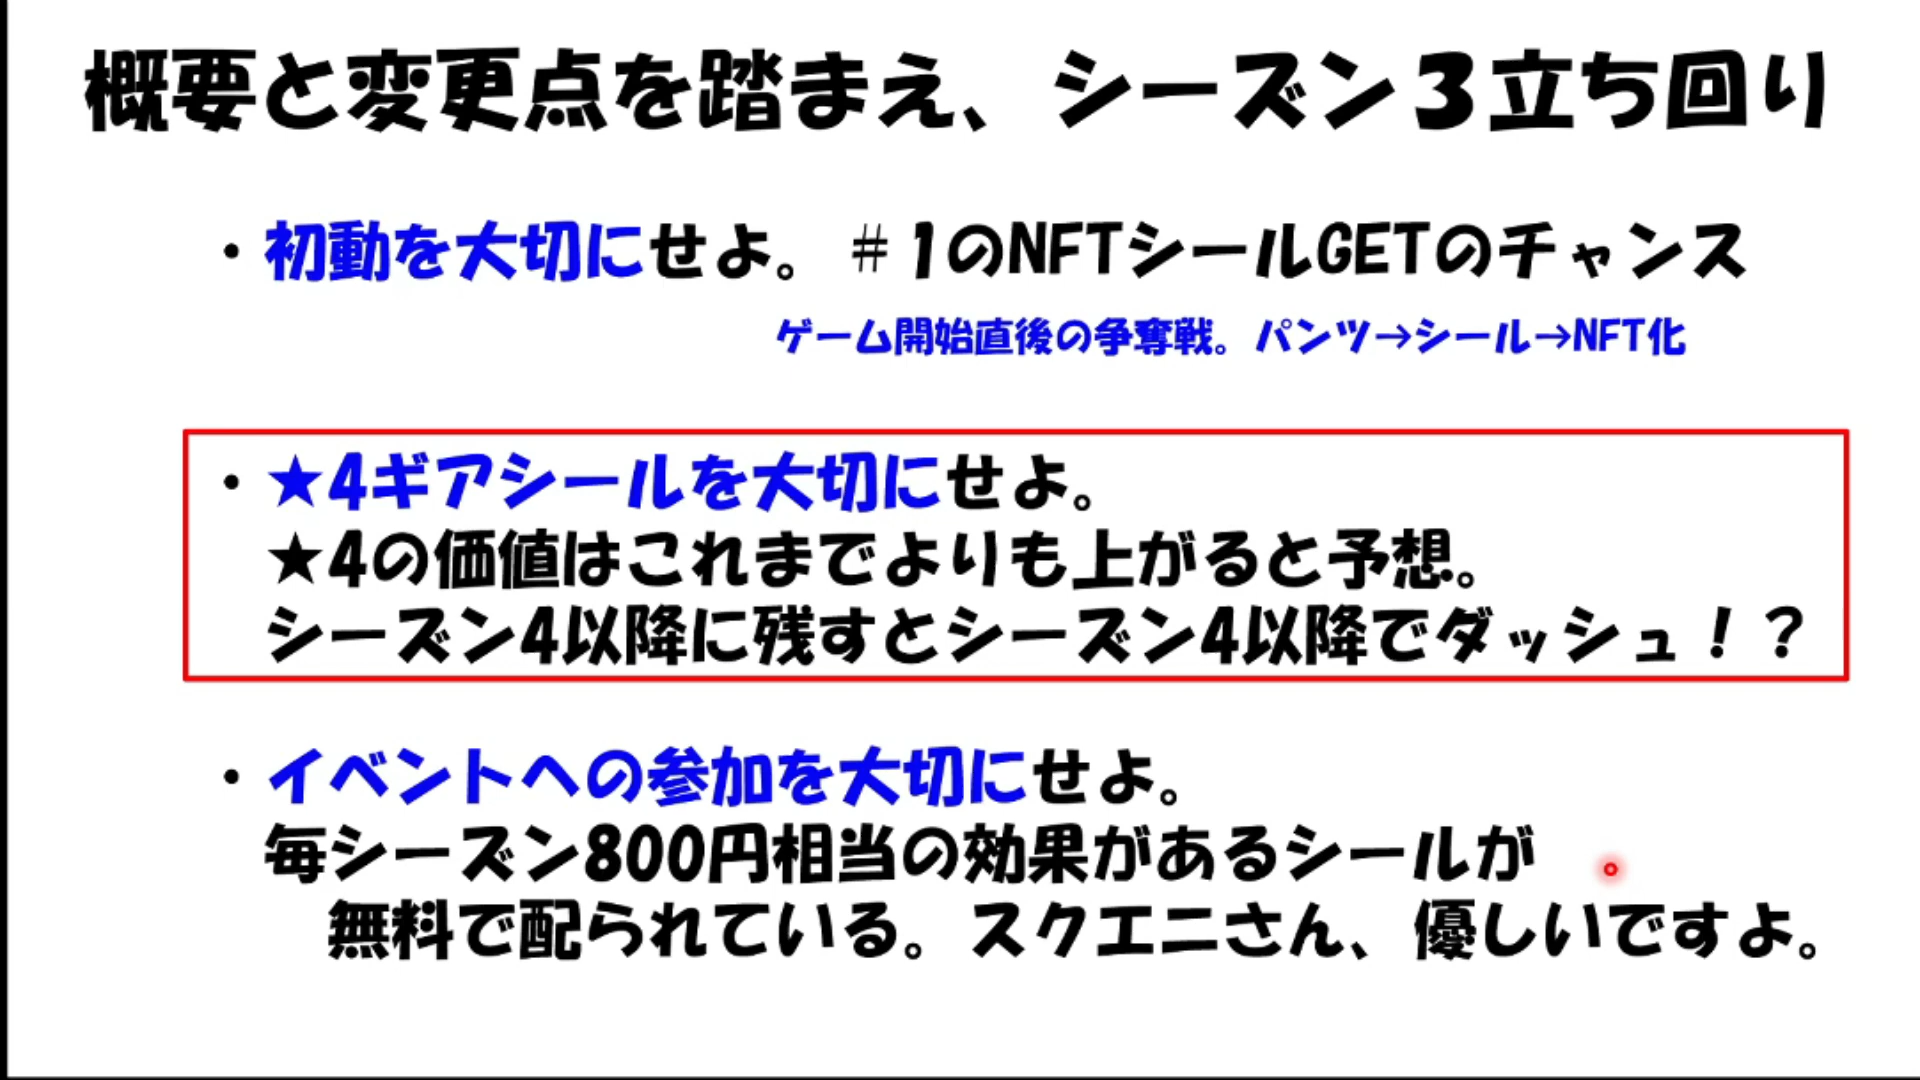 概要と変更点を踏まえ、シーズン３立ち回り
・初動を大切にせよ。＃1のNFTシールGETのチャンス
ゲーム開始直後の争奪戦。パンツ→シール→NFT化
・★4ギアシールを大切にせよ。
★4の価値はこれまでよりも上がると予想。
シーズン4以降に残すとシーズン4以降でダッシュ！？
・イベントへの参加を大切にせよ。
毎シーズン800円相当の効果があるシールが
無料で配られている。スクエニさん、優しいですよ。